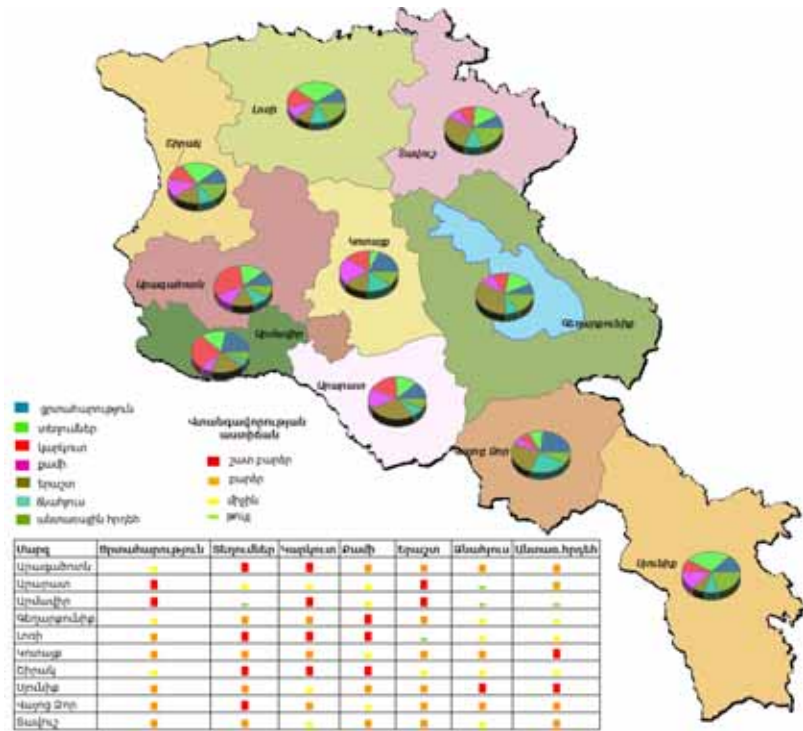 Լոռի
Տավուշ
Շիրակ
Կոտայք
Արագածոտն
Արմավիր
Գեղարքունիք
Արարատ
Վայոց Ձոր
Սյունիք
ցրտահարություն
տեղումներ
կարկուտ
քամի
երաշտ
ձնահյուս
անտառային հրդեհ
Վտանգավորության
աստիճան
շատ բարձր
բարձր
միջին
թույլ
Մարզ Ցրտահարություն Տեղումներ Կարկուտ Քամի Երաշտ Ձնահյուս Անտառ.հրդեհ
Արագածոտն
Արարատ
Արմավիր
Գեղարքունիք
Լոռի
Կոտայք
Շիրակ
Սյունիք
Վայոց Ձոր
Տավուշ